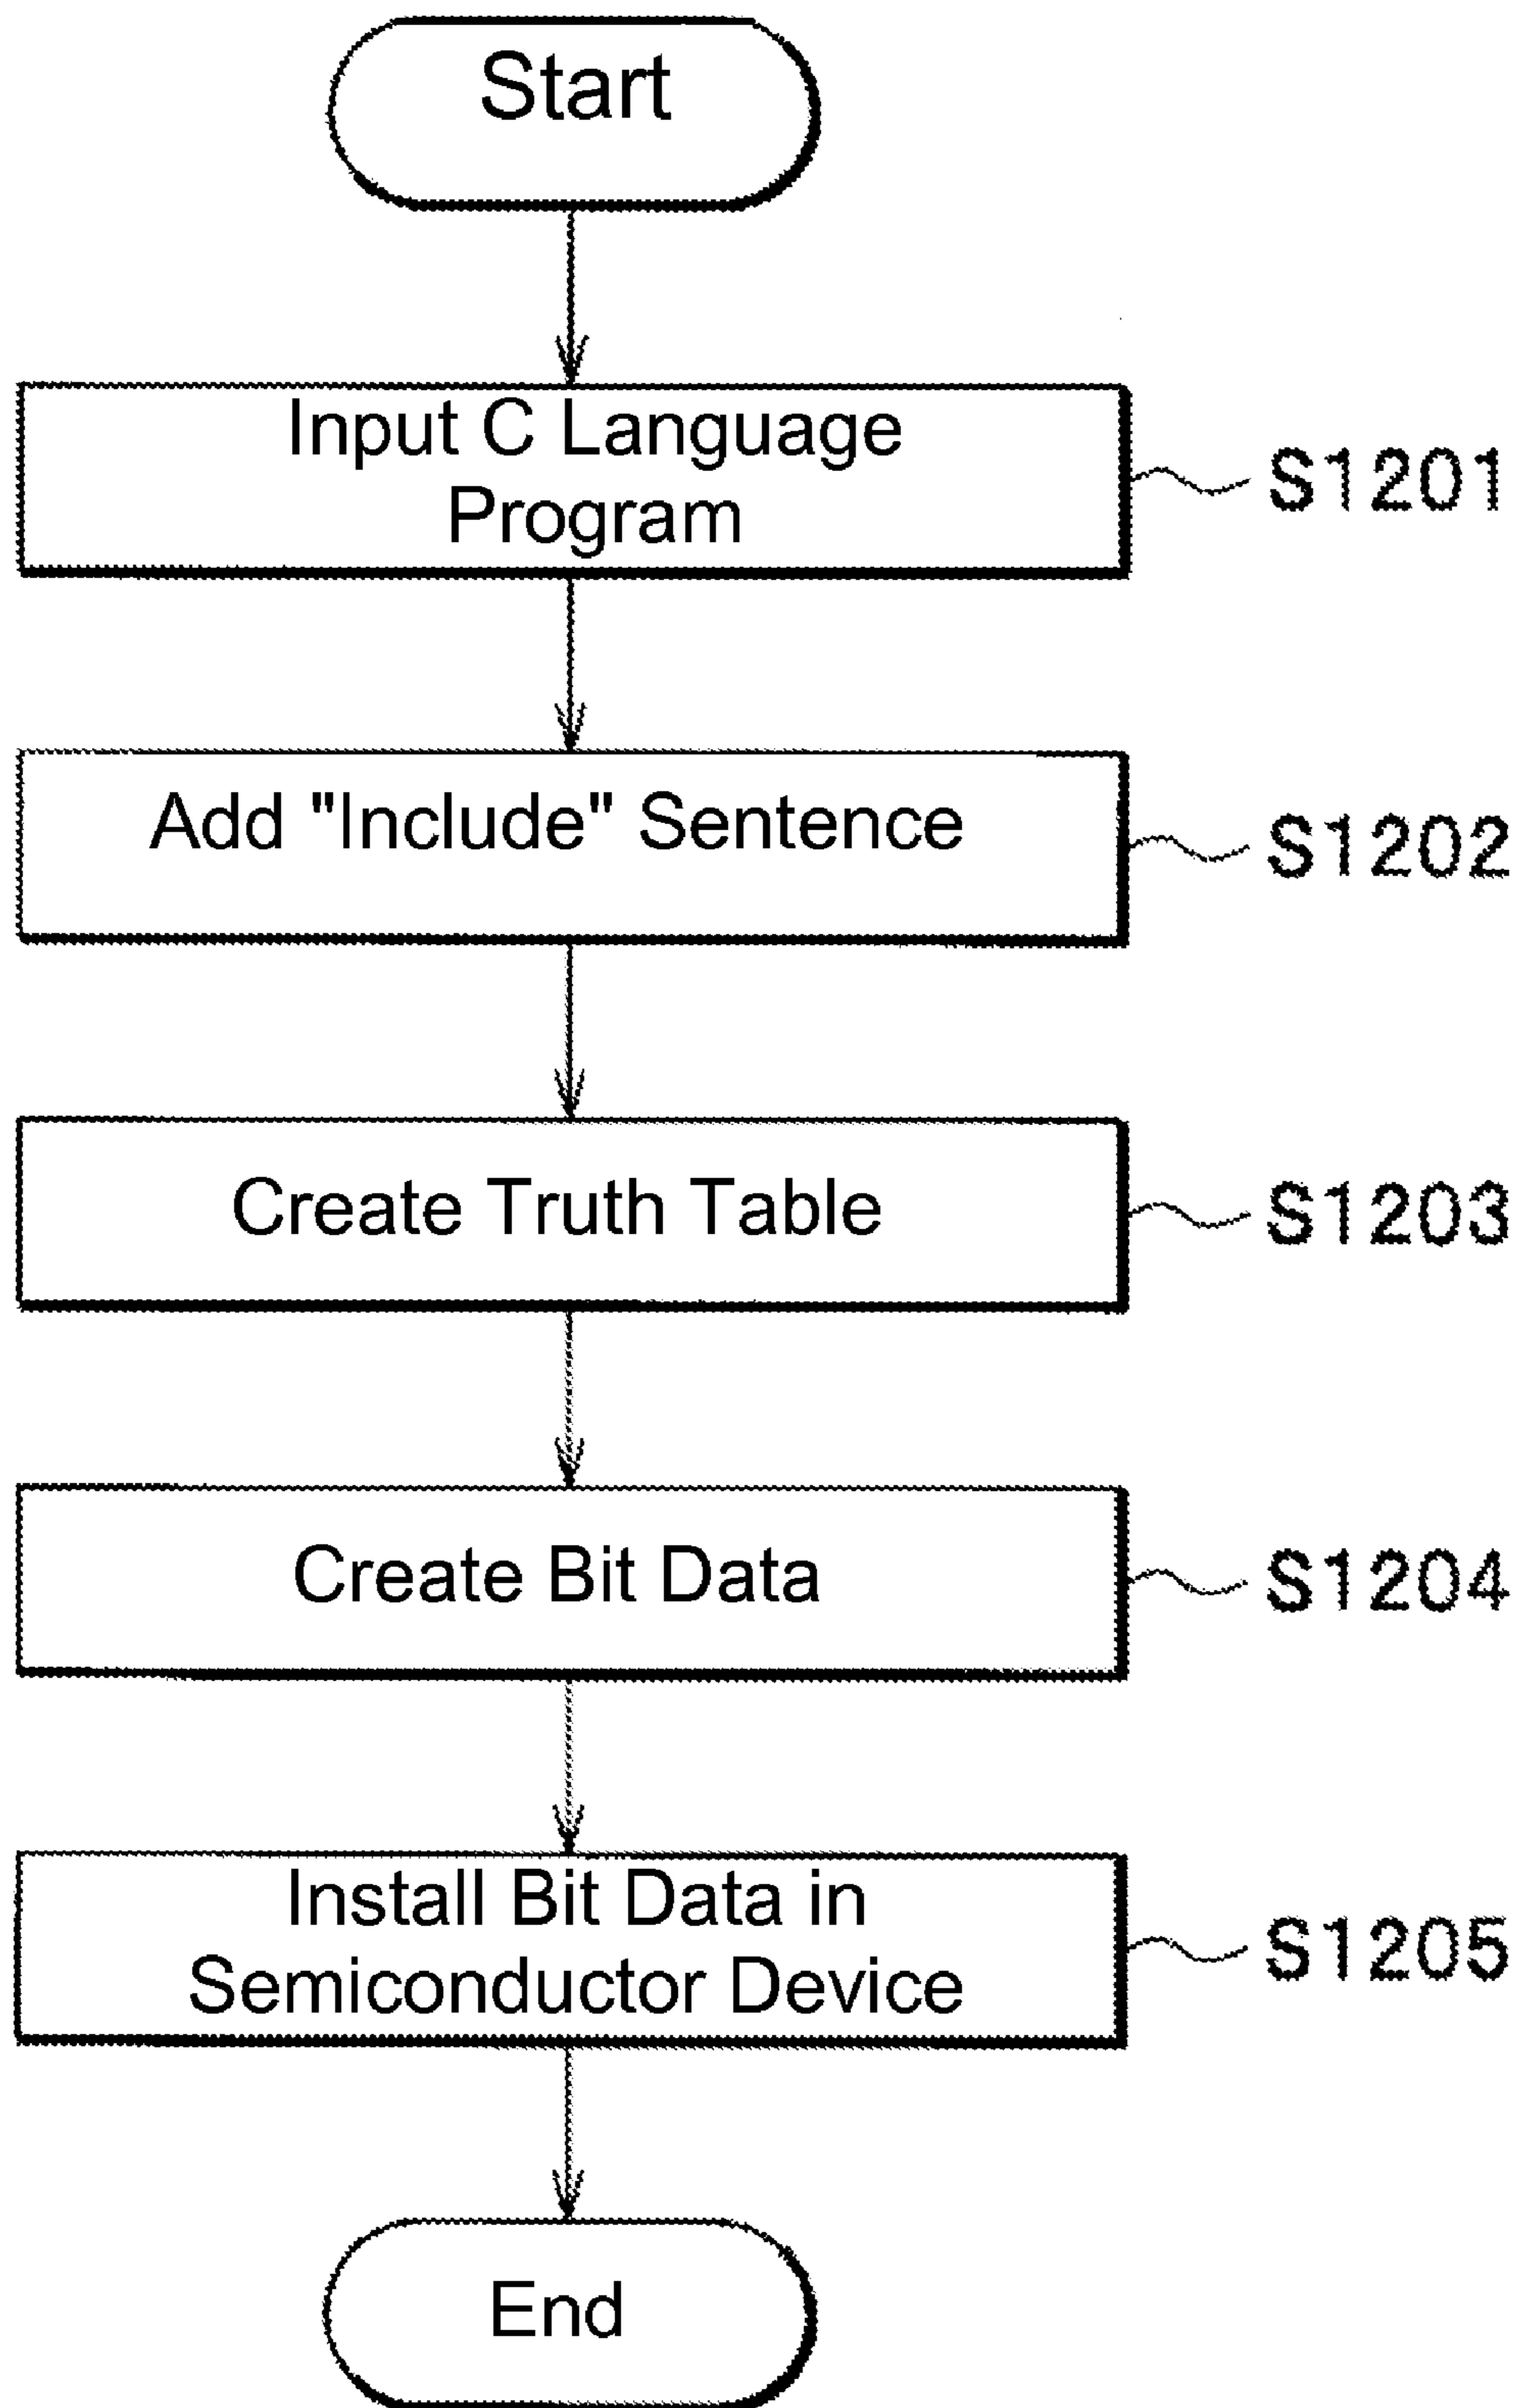 Start
Input C Language
Program
S1201
Add "Include" Sentence
S1202
Create Truth Table
S1203
Create Bit Data
S1204
Install Bit Data in
Semiconductor Device
S1205
End